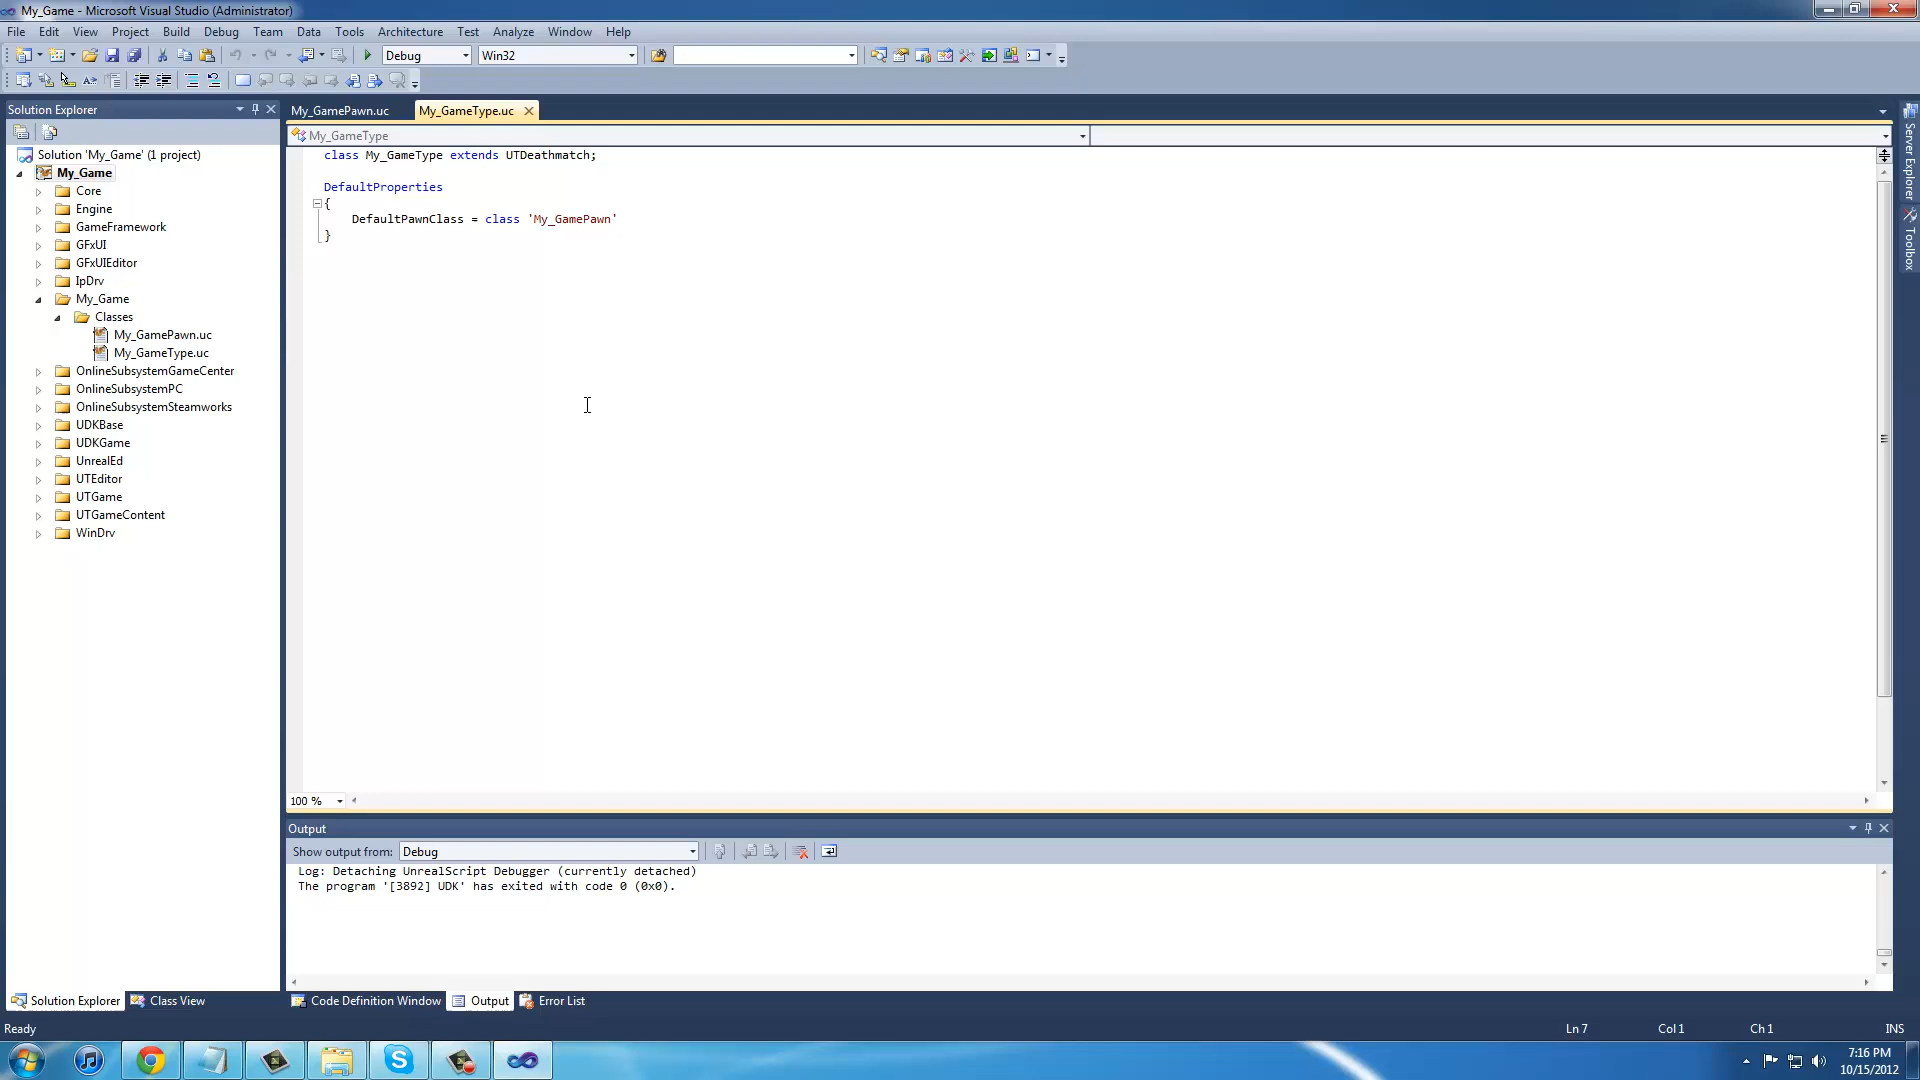 My_Game - Microsoft Visual Studio (Administrator)
File Edit View Project Build Debug Team Data Tools Architecture Test Analyze Window Help
Debug Win32
Solution Explorer
My_GamePawn.uc My_GameType.uc
My_GameType
Solution 'My_Game' (1 project)
My_Game
Core
Engine
GameFramework
GFxUI
GFxUIEditor
IpDrv
My_Game
Classes
My_GamePawn.uc
My_GameType.uc
OnlineSubsystemGameCenter
OnlineSubsystemPC
OnlineSubsystemSteamworks
UDKBase
UDKGame
UnrealEd
UTEditor
UTGame
UTGameContent
WinDrv
class My_GameType extends UTDeathmatch;
DefaultProperties
{
DefaultPawnClass = class 'My_GamePawn'
}
Server Explorer
Toolbox
100 %
Output
Show output from: Debug
Log: Detaching UnrealScript Debugger (currently detached)
The program '[3892] UDK' has exited with code 0 (0x0).
Solution Explorer Class View
Code Definition Window Output Error List
Ready Ln 7 Col 1 Ch 1 INS
7:16 PM
10/15/2012